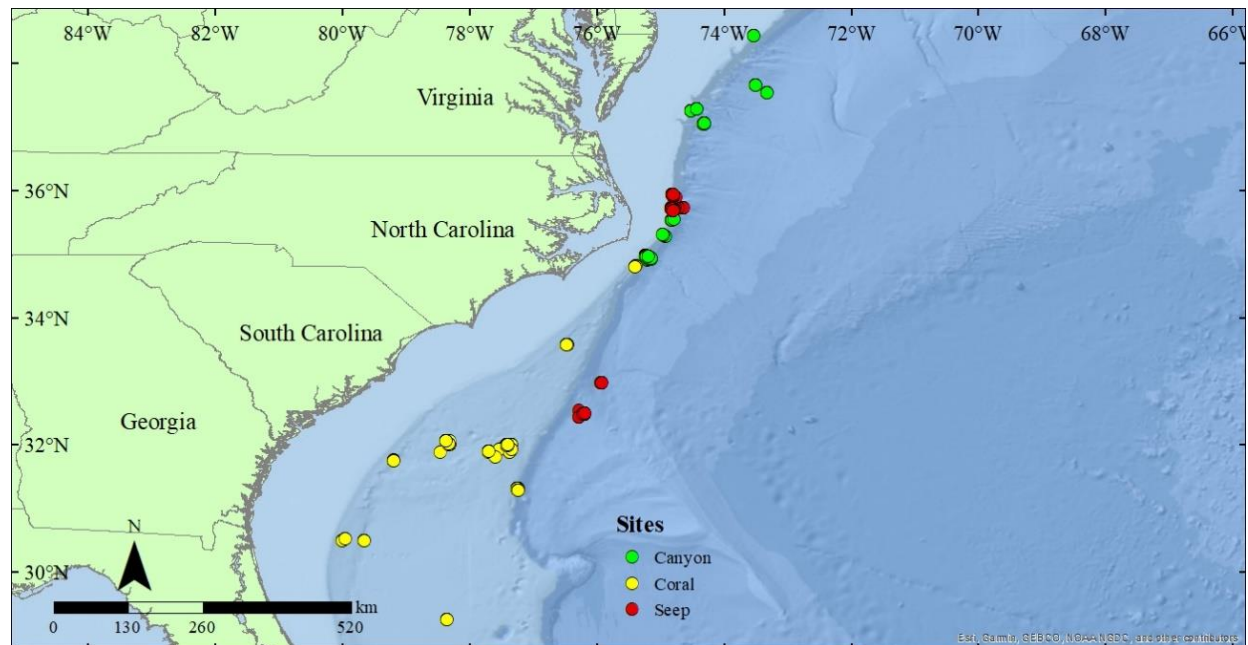 84°W 82°W 80°W 78°W 76°W 74°W 72°W 70°W 68°W 66°W
Virginia
36°N
North Carolina
34°N
South Carolina
Georgia
32°N
Sites
N
Canyon
30°N
Coral
km
Seep
0 130 260 520
Esri, Garmin, GEBCO, NOAA NGDC, and other contributors